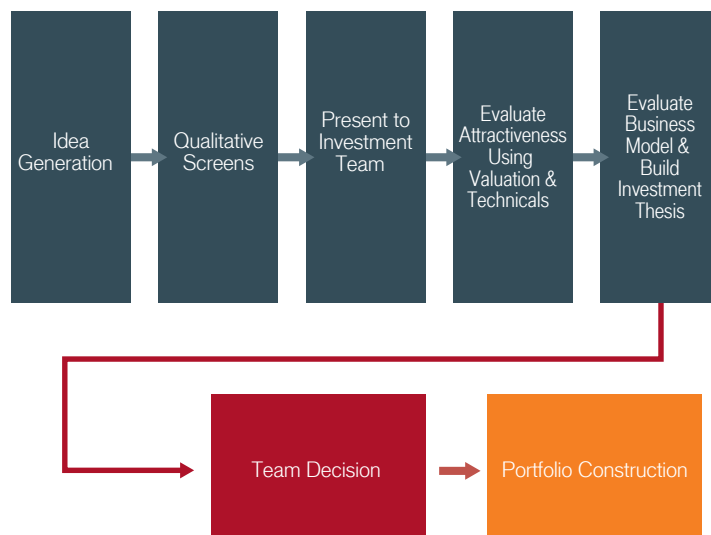 Idea
Generation
Qualitative
Screens
Present to
Investment
Team
Evaluate
Attractiveness
Using
Valuation &
Technicals
Evaluate
Business
Model &
Build
Investment
Thesis
Team Decision
Portfolio Construction